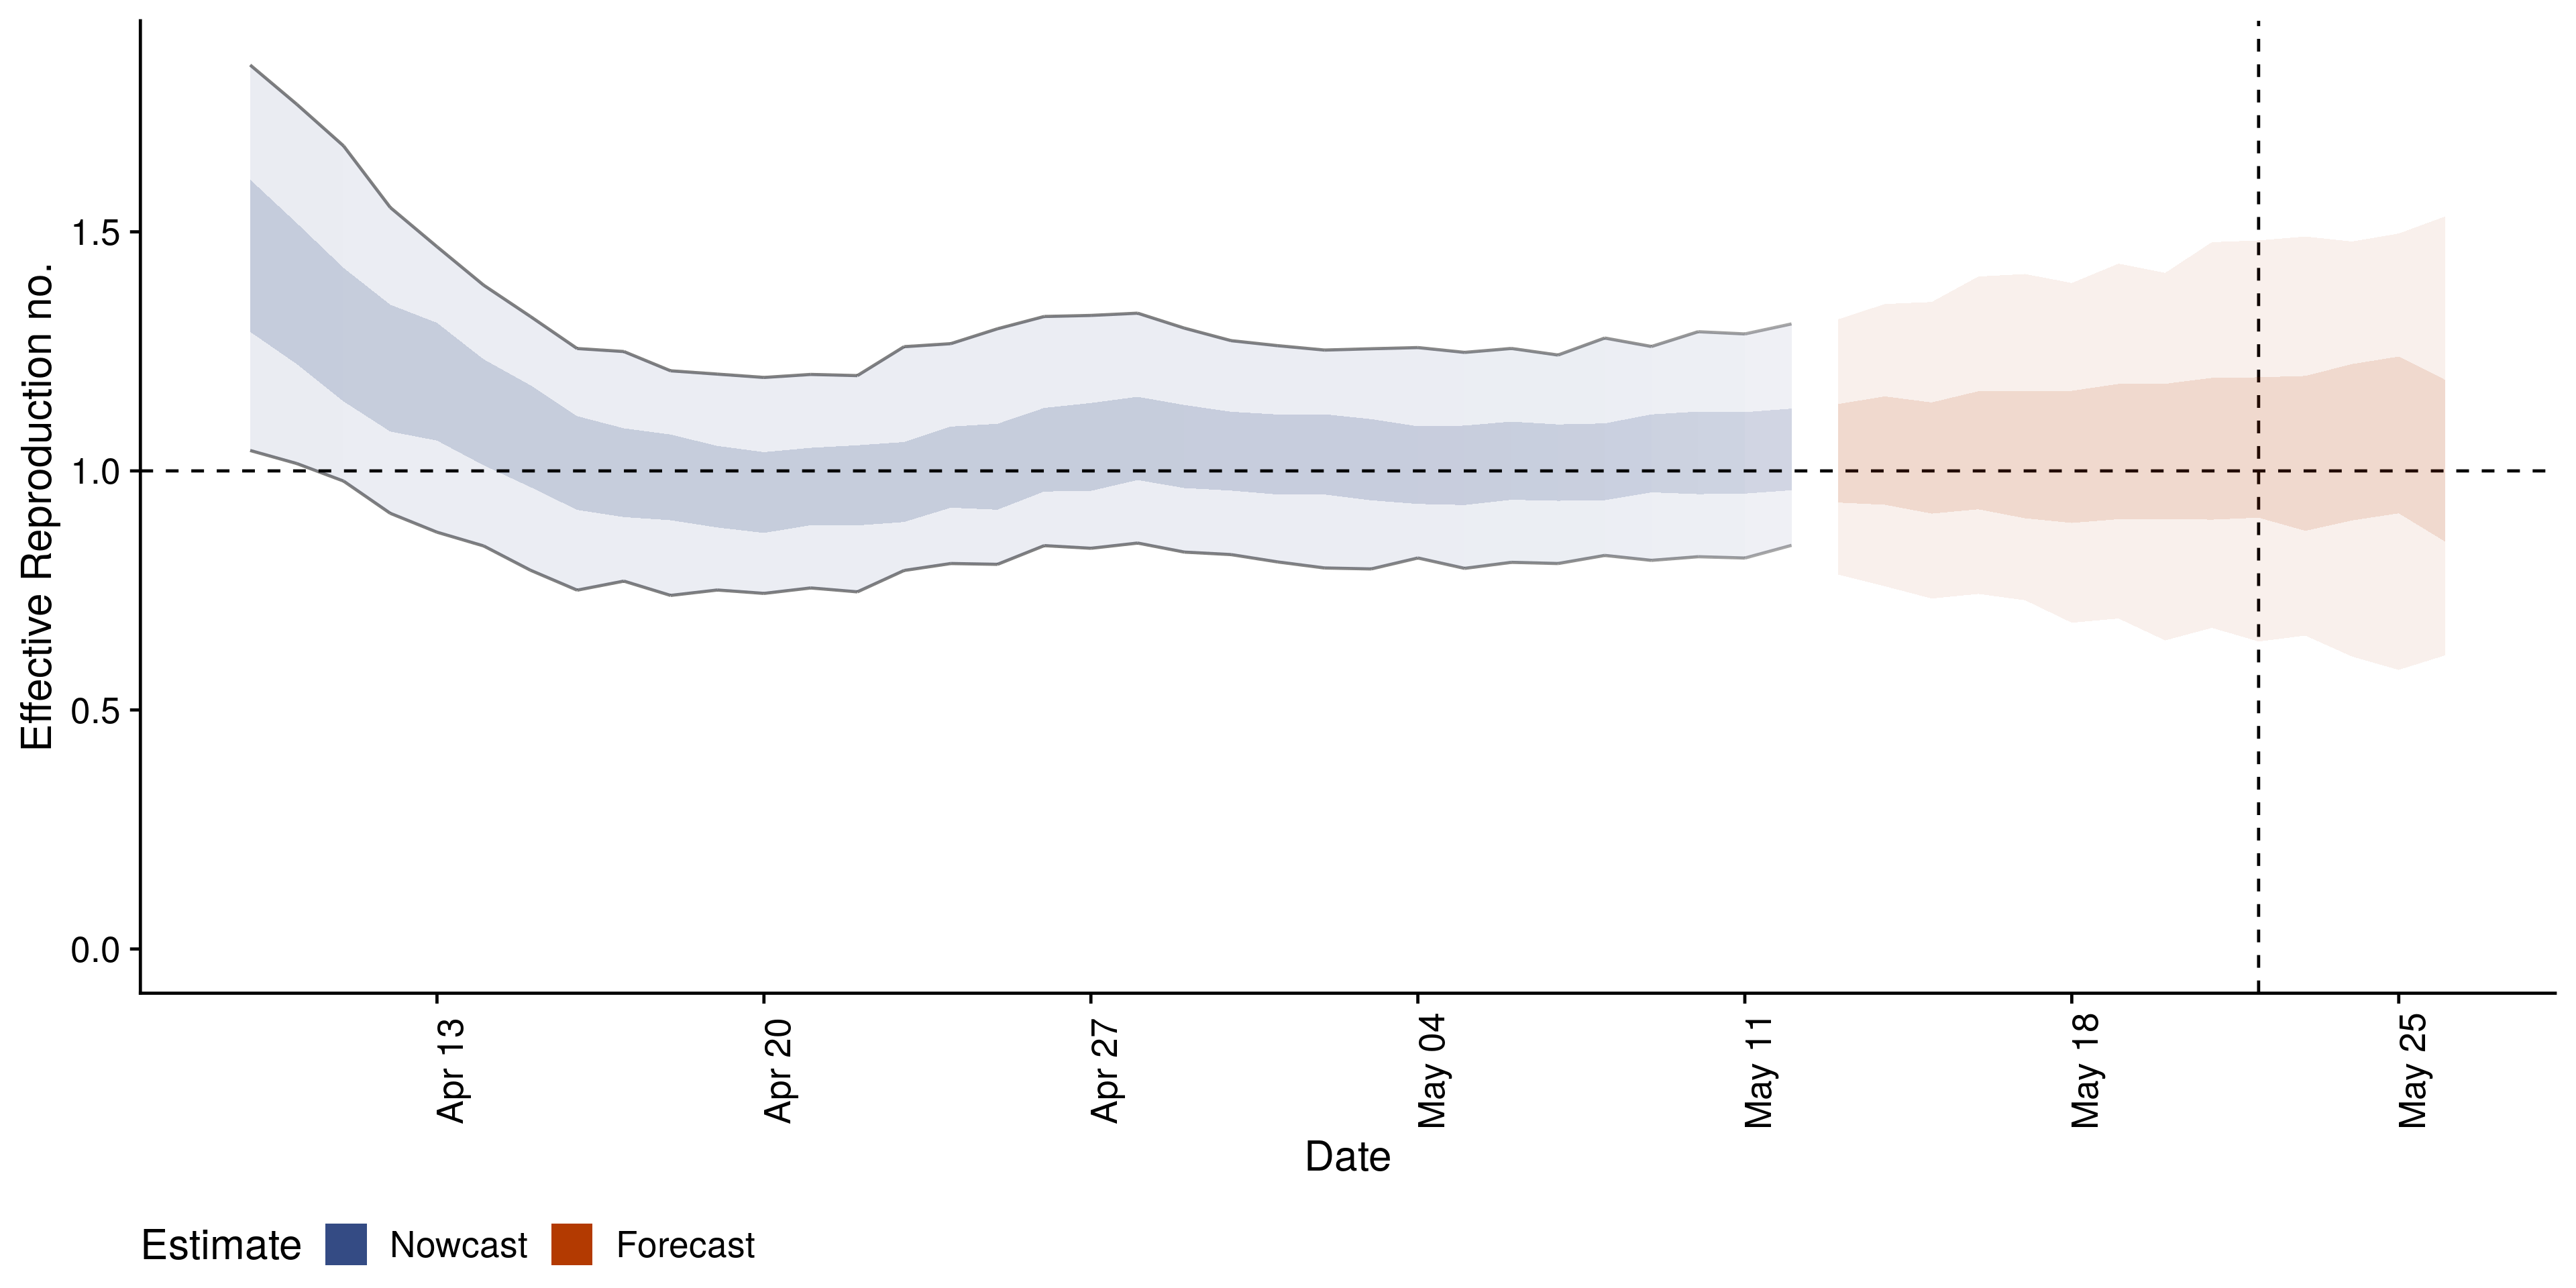 Effective Reproduction no.
1.5
1.0
0.5
0.0
Apr 13
Apr 20
Apr 27
May 04
May 11
May 18
May 25
Date
Estimate Nowcast Forecast